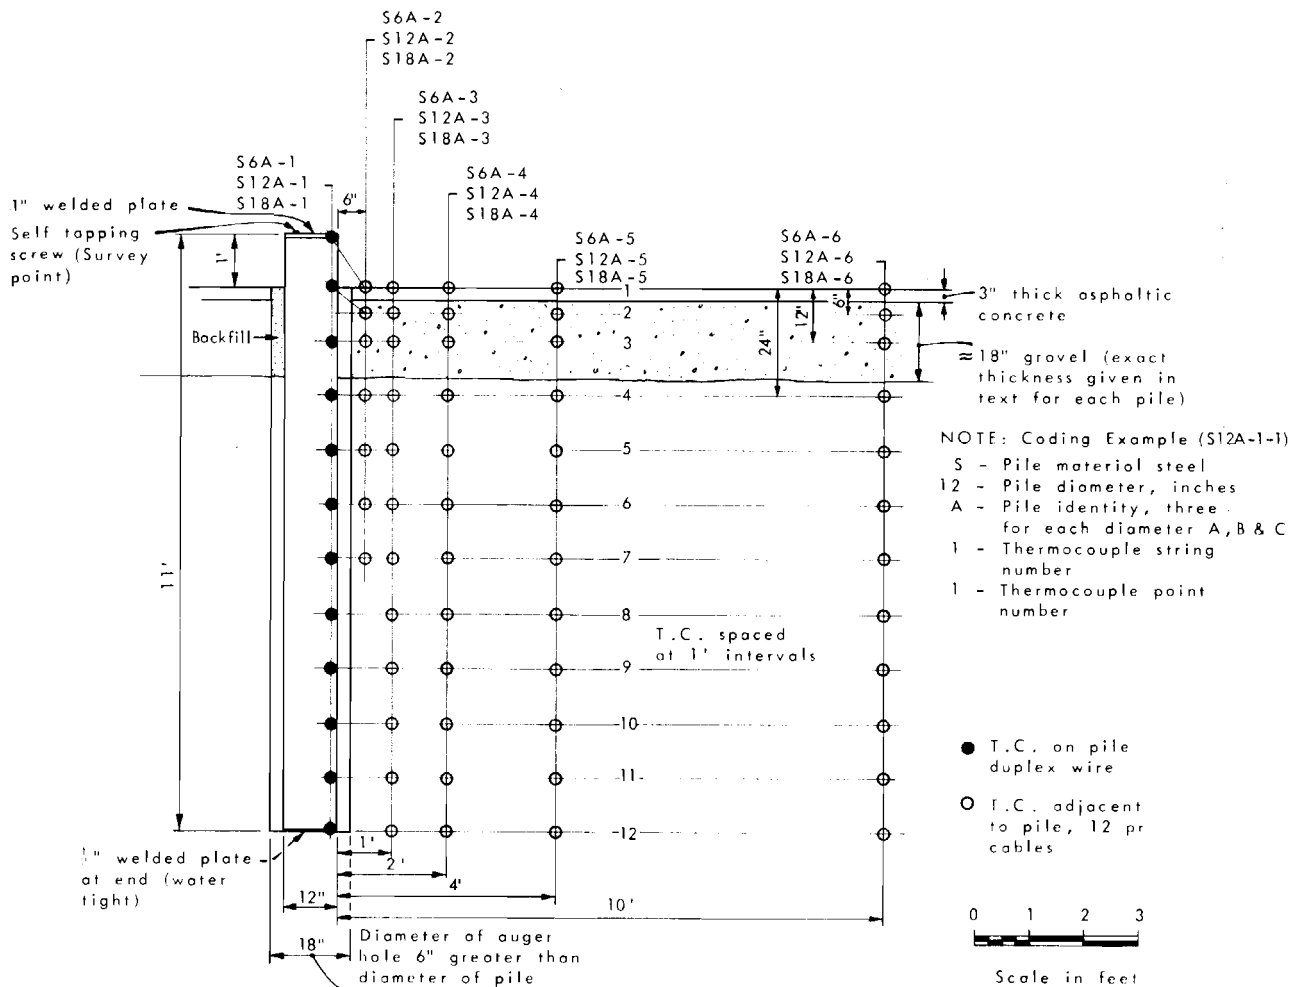 S6A-2
S12A-2
S18A-2
S6A-3
S12A-3
S18A-3
S6A-1
S12A-1
S18A-1
S6A-4
S12A-4
S18A-4
S6A-5
S12A-5
S18A-5
S6A-6
S12A-6
S18A-6
1" welded plate
Self tapping
screw (Survey
point)
6"
1'
Backfill
11'
1
2
3
4
5
6
7
8
9
10
11
12
24"
12"
6"
3" thick asphaltic
concrete
≈18" gravel (exact
thickness given in
text for each pile)
NOTE: Coding Example (S12A-1-1)
S - Pile material steel
12 - Pile diameter, inches
A - Pile identity, three
for each diameter A, B & C
1 - Thermocouple string
number
1 - Thermocouple point
number
T.C. spaced
at 1' intervals
T.C. on pile
duplex wire
T.C. adjacent
to pile, 12 pr
cables
welded plate
at end (water
tight)
1'
2'
4'
10'
12"
18"
Diameter of auger
hole 6" greater than
diameter of pile
0 1 2 3
Scale in feet